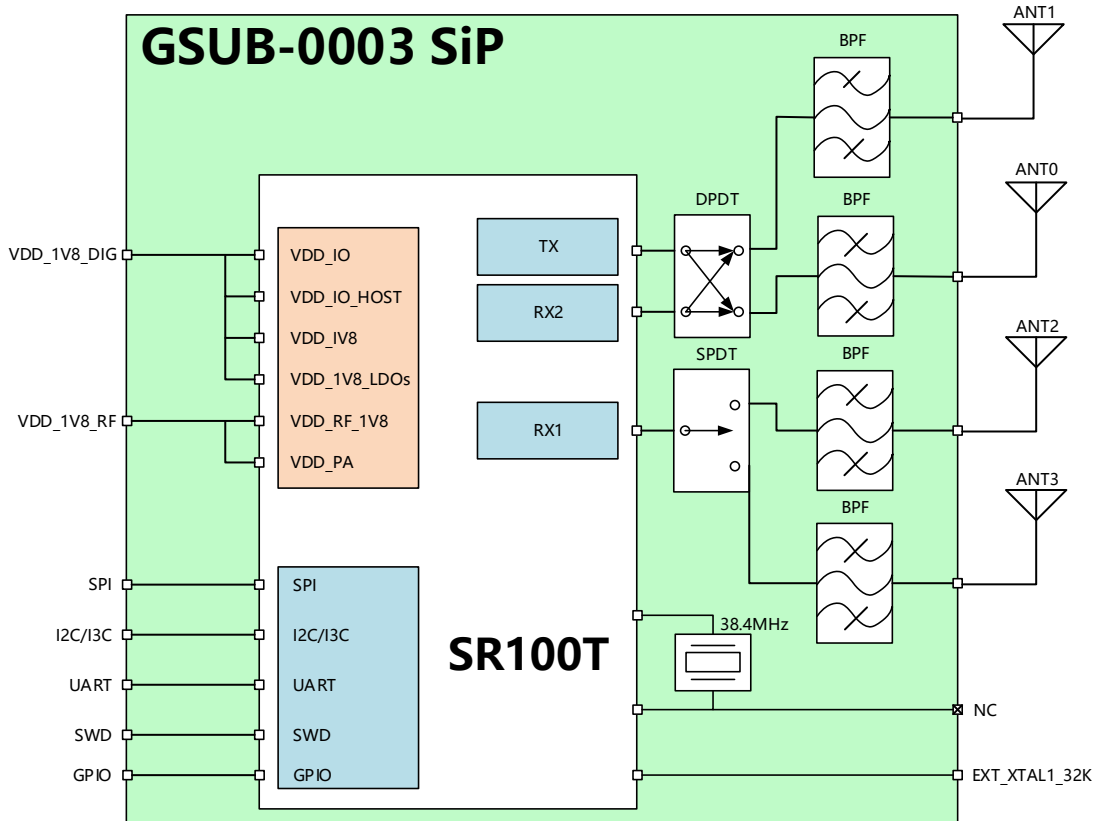 GSUB-0003 SiP
ANT1
BPF
ANT0
BPF
DPDT
TX
RX2
VDD_1V8_DIG
VDD_IO
VDD_IO_HOST
VDD_IV8
VDD_1V8_LDOs
VDD_1V8_RF
VDD_RF_1V8
VDD_PA
ANT2
BPF
SPDT
RX1
ANT3
BPF
SPI
SPI
I2C/I3C
I2C/I3C
UART
UART
SWD
SWD
GPIO
GPIO
SR100T
38.4MHz
NC
EXT_XTAL1_32K